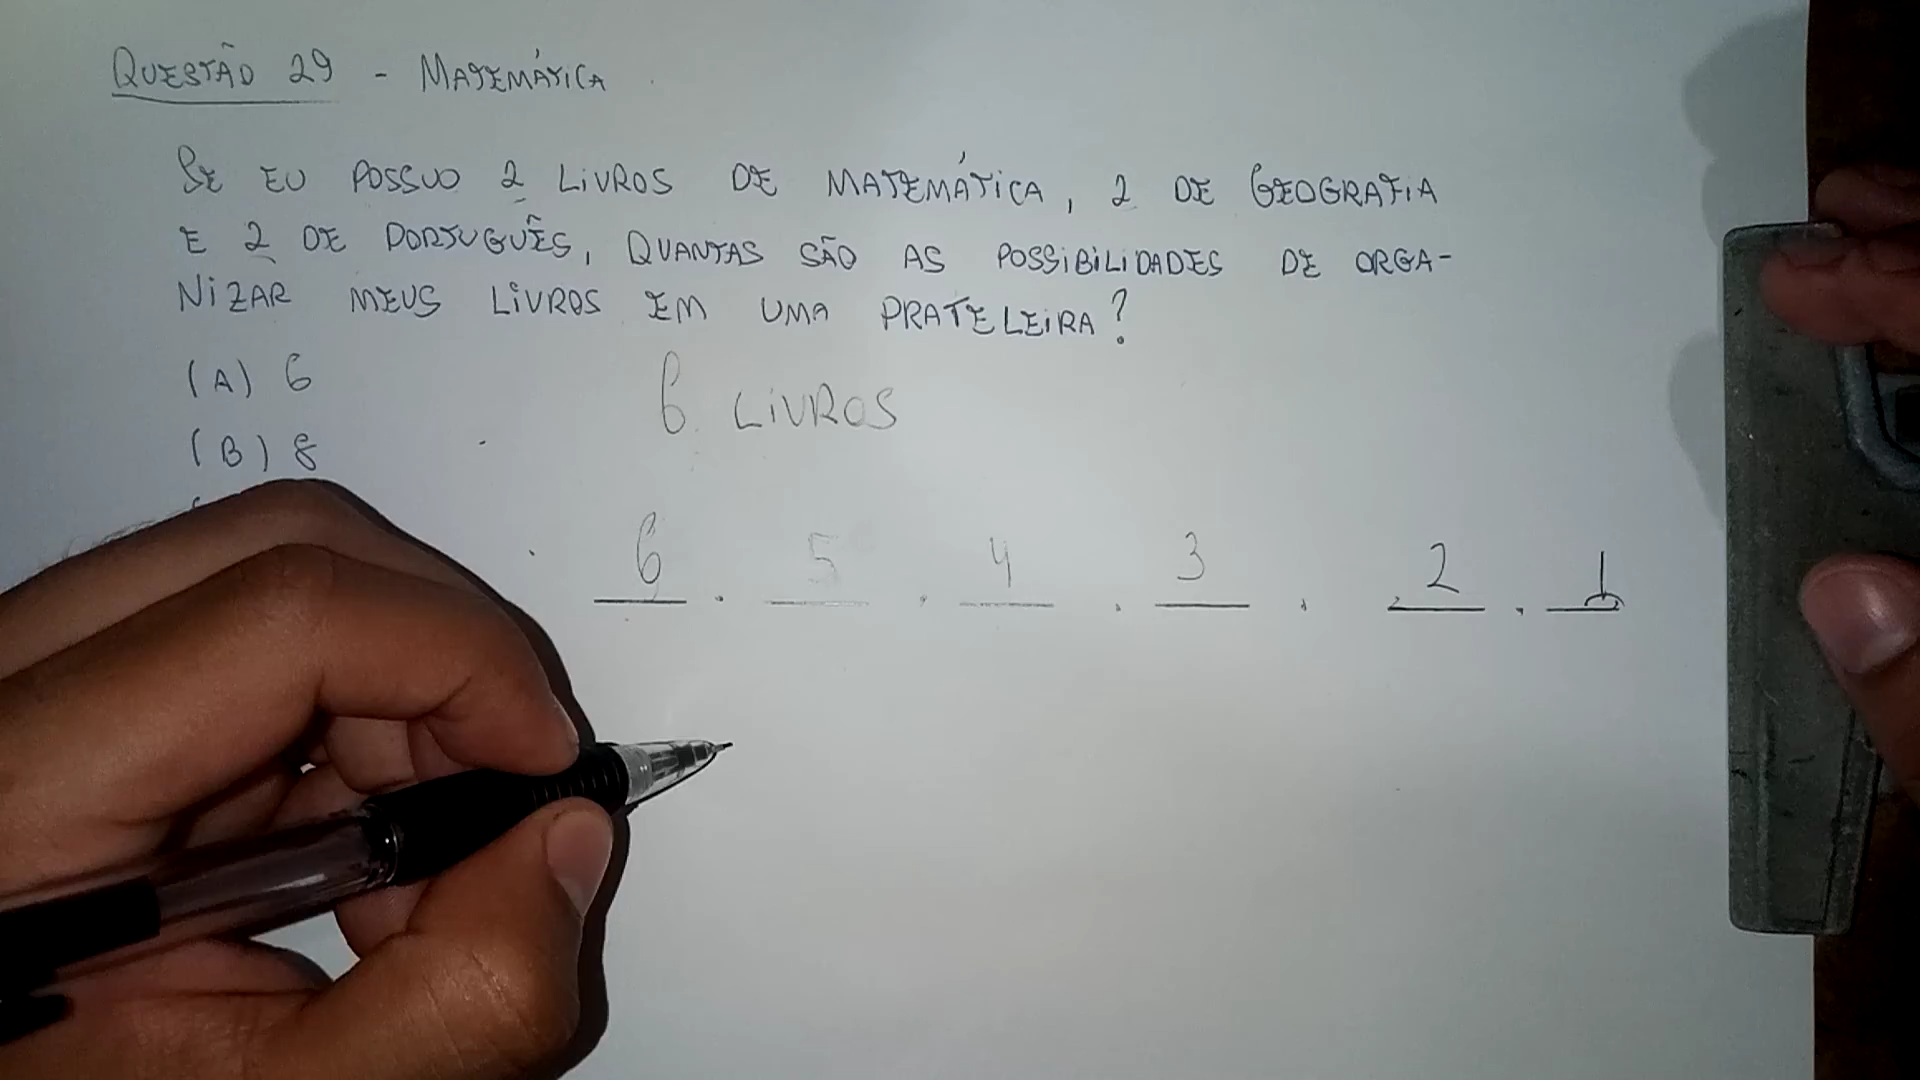 QUESTÃO 29 - MATEMÁTICA
SE EU POSSUO 2 LIVROS DE MATEMÁTICA, 2 DE GEOGRAFIA
E 2 DE PORTUGUÊS, QUANTAS SÃO AS POSSIBILIDADES DE ORGA-
NIZAR MEUS LIVROS EM UMA PRATELEIRA?
(A) 6
6 LIVROS
(B) 8
6 . 5 . 4 . 3 . 2 . 1